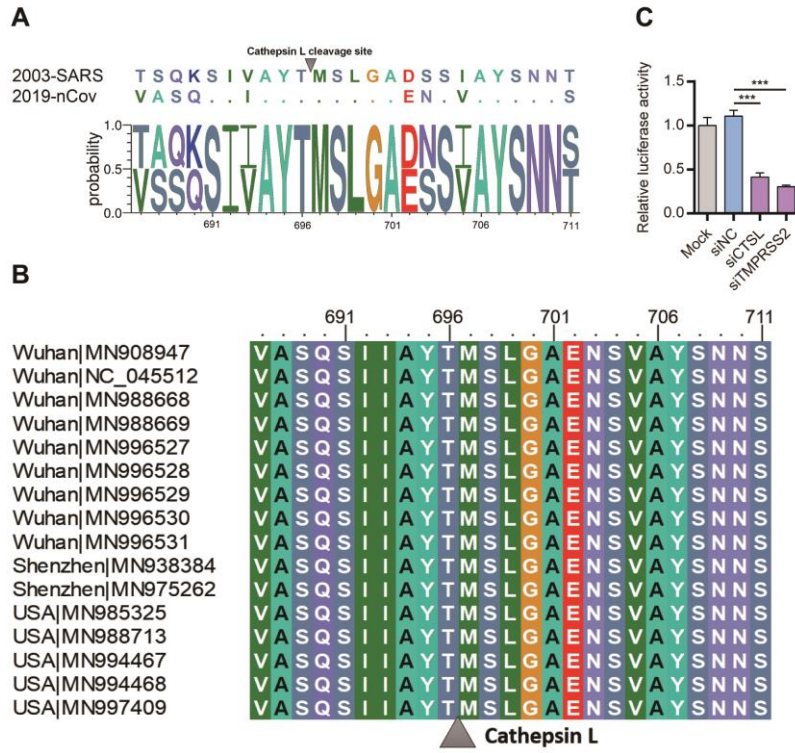 A
Cathepsin L cleavage site
2003-SARS T S Q K S I V A Y T M S L G A D S S I A Y S N N T
2019-nCov V A S Q . . I . . . . . . . . E N . V . . . . . S
probability
1.0
0.5
0.0
T A Q K S I I A Y T M S L G A D N S I A Y S N N S
V S S Q S I V A Y T M S L G A E S S V A Y S N N T
691 696 701 706 711
C
Relative luciferase activity
1.5
1.0
0.5
0.0
***
***
Mock
siNC
siCTSL
siTMPRSS2
B
691 696 701 706 711
Wuhan|MN908947 V A S Q S I I A Y T M S L G A E N S V A Y S N N S
Wuhan|NC_045512 V A S Q S I I A Y T M S L G A E N S V A Y S N N S
Wuhan|MN988668 V A S Q S I I A Y T M S L G A E N S V A Y S N N S
Wuhan|MN988669 V A S Q S I I A Y T M S L G A E N S V A Y S N N S
Wuhan|MN996527 V A S Q S I I A Y T M S L G A E N S V A Y S N N S
Wuhan|MN996528 V A S Q S I I A Y T M S L G A E N S V A Y S N N S
Wuhan|MN996529 V A S Q S I I A Y T M S L G A E N S V A Y S N N S
Wuhan|MN996530 V A S Q S I I A Y T M S L G A E N S V A Y S N N S
Wuhan|MN996531 V A S Q S I I A Y T M S L G A E N S V A Y S N N S
Shenzhen|MN938384 V A S Q S I I A Y T M S L G A E N S V A Y S N N S
Shenzhen|MN975262 V A S Q S I I A Y T M S L G A E N S V A Y S N N S
USA|MN985325 V A S Q S I I A Y T M S L G A E N S V A Y S N N S
USA|MN988713 V A S Q S I I A Y T M S L G A E N S V A Y S N N S
USA|MN994467 V A S Q S I I A Y T M S L G A E N S V A Y S N N S
USA|MN994468 V A S Q S I I A Y T M S L G A E N S V A Y S N N S
USA|MN997409 V A S Q S I I A Y T M S L G A E N S V A Y S N N S
Cathepsin L